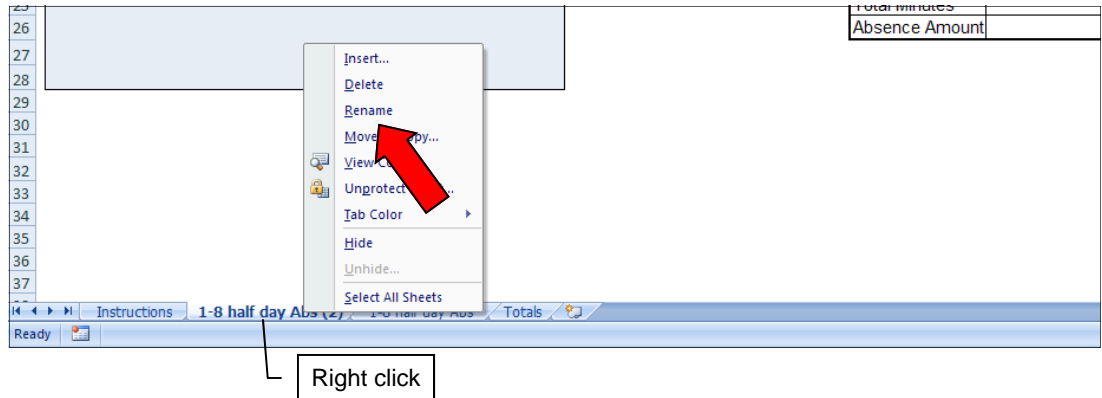 25 Total Minutes
26 Absence Amount
27
28
29
30
31
32
33
34
35
36
37
Insert...
Delete
Rename
Move
View
Unprotect
Tab Color
Hide
Unhide...
Select All Sheets
Instructions 1-8 half day Abs (2) 1-8 half day Abs Totals
Ready
Right click